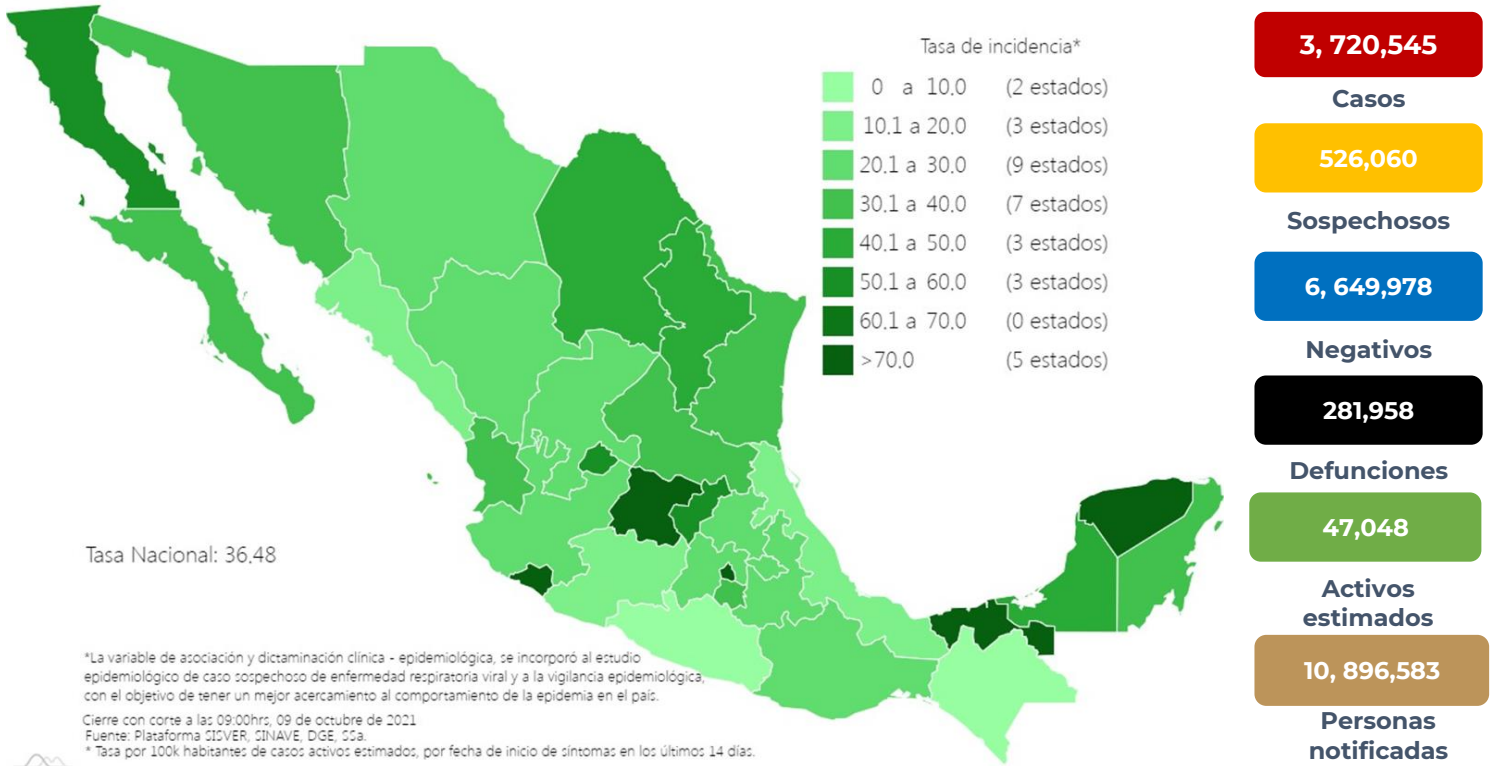 Tasa de incidencia*
0 a 10,0 (2 estados)
10,1 a 20,0 (3 estados)
20,1 a 30,0 (9 estados)
30,1 a 40,0 (7 estados)
40,1 a 50,0 (3 estados)
50,1 a 60,0 (3 estados)
60,1 a 70,0 (0 estados)
>70,0 (5 estados)
Tasa Nacional: 36,48
*La variable de asociación y dictaminación clínica - epidemiológica, se incorporó al estudio
epidemiológico de caso sospechoso de enfermedad respiratoria viral y a la vigilancia epidemiológica,
con el objetivo de tener un mejor acercamiento al comportamiento de la epidemia en el país.
Cierre con corte a las 09:00hrs, 09 de octubre de 2021
Fuente: Plataforma SISVER, SINAVE, DGE, SSa.
* Tasa por 100k habitantes de casos activos estimados, por fecha de inicio de síntomas en los últimos 14 días.
3, 720,545
Casos
526,060
Sospechosos
6, 649,978
Negativos
281,958
Defunciones
47,048
Activos
estimados
10, 896,583
Personas
notificadas